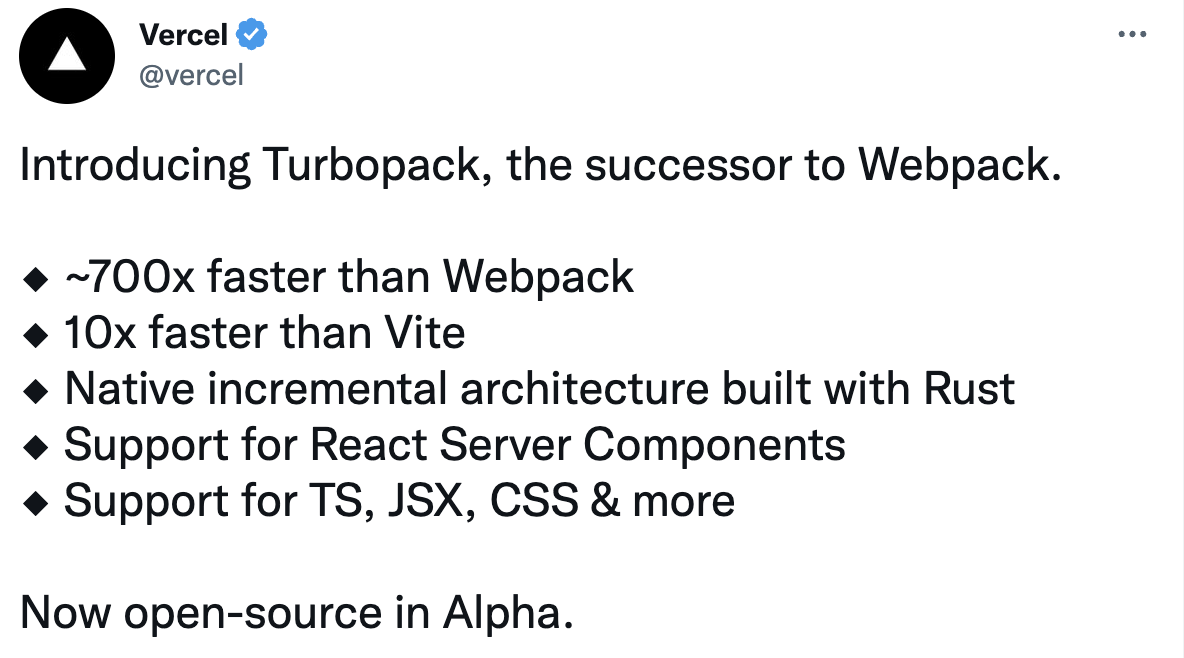 Vercel
@vercel
Introducing Turbopack, the successor to Webpack.
◆ ~700x faster than Webpack
◆ 10x faster than Vite
◆ Native incremental architecture built with Rust
◆ Support for React Server Components
◆ Support for TS, JSX, CSS & more
Now open-source in Alpha.